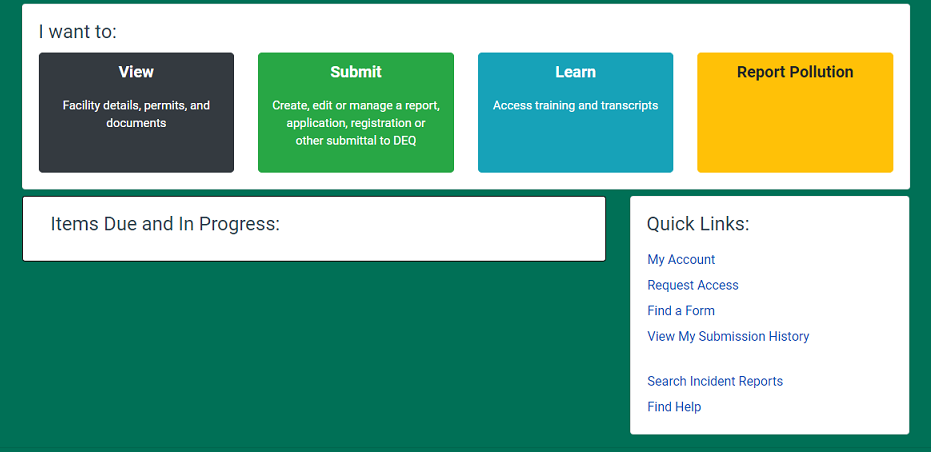 I want to:
View
Facility details, permits, and
documents
Submit
Create, edit or manage a report,
application, registration or
other submittal to DEQ
Learn
Access training and transcripts
Report Pollution
Items Due and In Progress:
Quick Links:
My Account
Request Access
Find a Form
View My Submission History
Search Incident Reports
Find Help